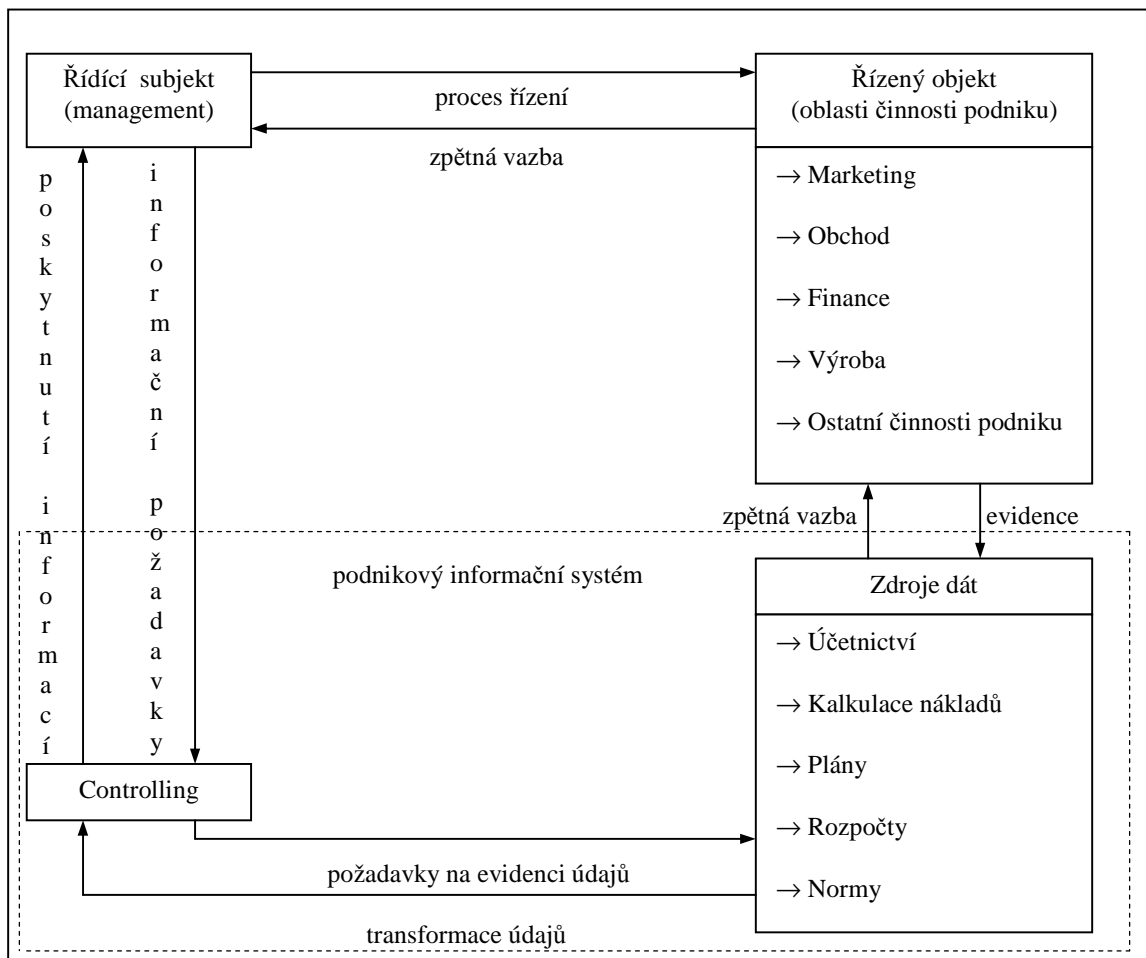 Řídící subjekt
(management)
proces řízení
zpětná vazba
Řízený objekt
(oblasti činnosti podniku)
→ Marketing
→ Obchod
→ Finance
→ Výroba
→ Ostatní činnosti podniku
poskytnutí informací
informační požadavky
zpětná vazba
evidence
podnikový informační systém
Zdroje dát
→ Účetnictví
→ Kalkulace nákladů
→ Plány
→ Rozpočty
→ Normy
Controlling
požadavky na evidenci údajů
transformace údajů